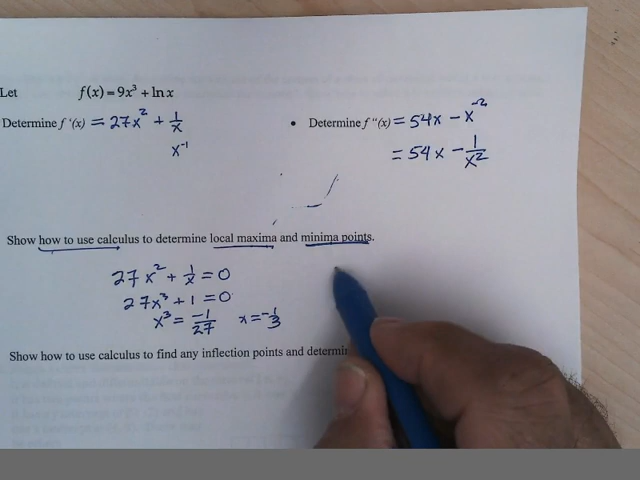 Let f(x) = 9x³ + ln x
Determine f '(x) = 27x² + 1/x
x⁻¹
• Determine f "(x) = 54x - x⁻²
= 54x - 1/x²
Show how to use calculus to determine local maxima and minima points.
27x² + 1/x = 0
27x³ + 1 = 0
x³ = -1/27 x = -1/3
Show how to use calculus to find any inflection points and